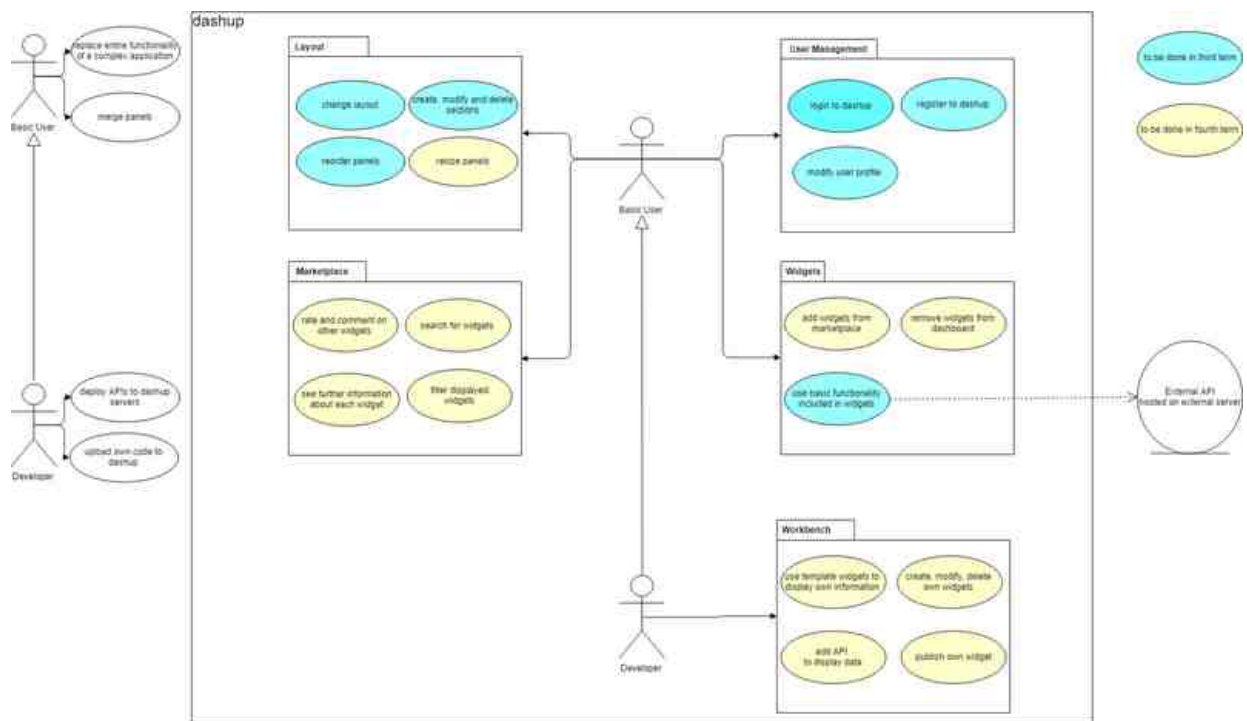 dashup
replace entire functionality
of a complex application
merge panels
Basic User
deploy APIs to dashup
servers
upload own code to
dashup
Developer
Layout
change layout
create, modify and delete
sections
reorder panels
resize panels
User Management
login to dashup
register to dashup
modify user profile
Basic User
Marketplace
rate and comment on
other widgets
search for widgets
see further information
about each widget
filter displayed
widgets
Widgets
add widgets from
marketplace
remove widgets from
dashboard
use basic functionality
included in widgets
Workbench
use template widgets to
display own information
create, modify, delete
own widgets
add API
to display data
publish own widget
Developer
to be done in third term
to be done in fourth term
External API
hosted on external server